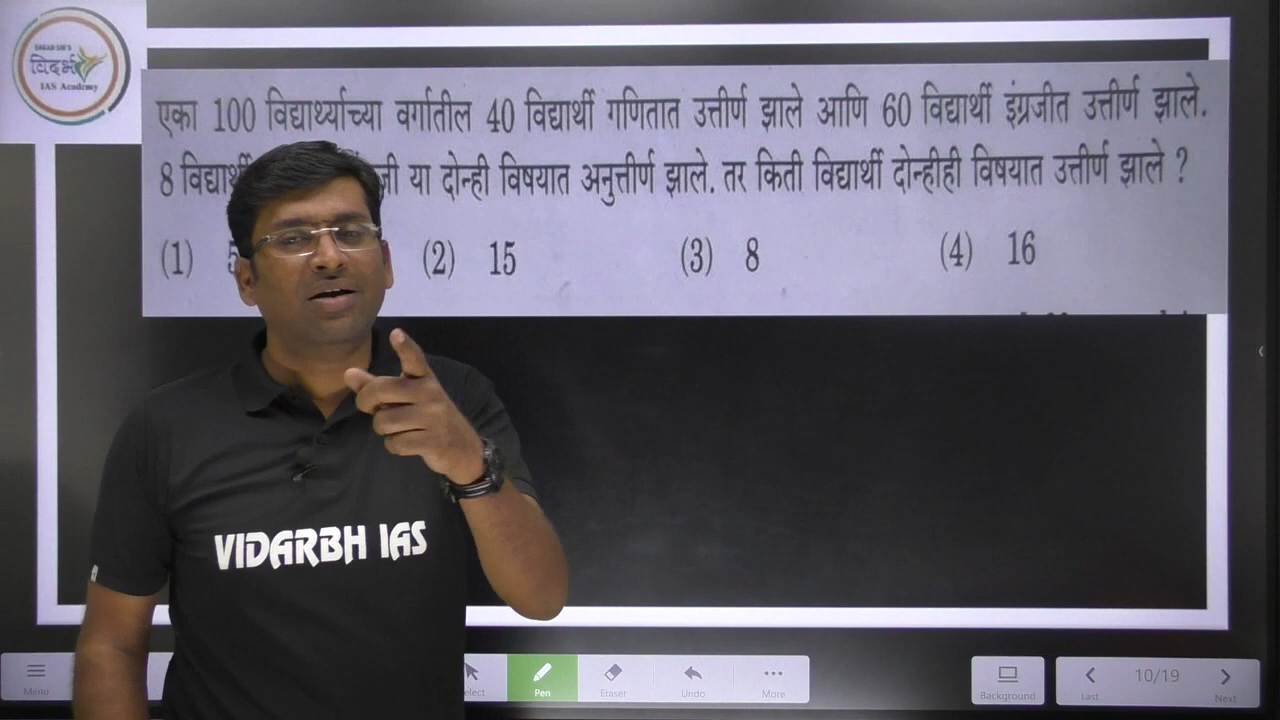 विदर्भ
IAS Academy
एका 100 विद्यार्थ्याच्या वर्गातील 40 विद्यार्थी गणितात उत्तीर्ण झाले आणि 60 विद्यार्थी इंग्रजीत उत्तीर्ण झाले.
8 या दोन्ही विषयात अनुत्तीर्ण झाले. तर किती विद्यार्थी दोन्हीही विषयात उत्तीर्ण झाले ?
(1) (2) 15 (3) 8 (4) 16
VIDARBH IAS
Menu
Pen
Eraser
Undo
More
Background
Last
10/19
Next